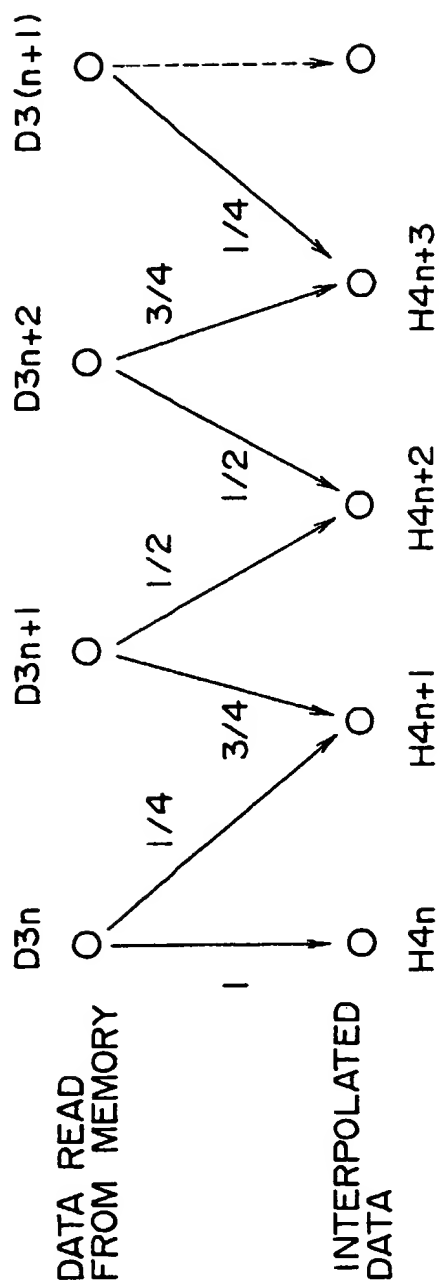 D3n
D3n+1
D3n+2
D3(n+1)
DATA READ
FROM MEMORY
1
1/4
3/4
1/2
1/2
3/4
1/4
INTERPOLATED
DATA
H4n
H4n+1
H4n+2
H4n+3